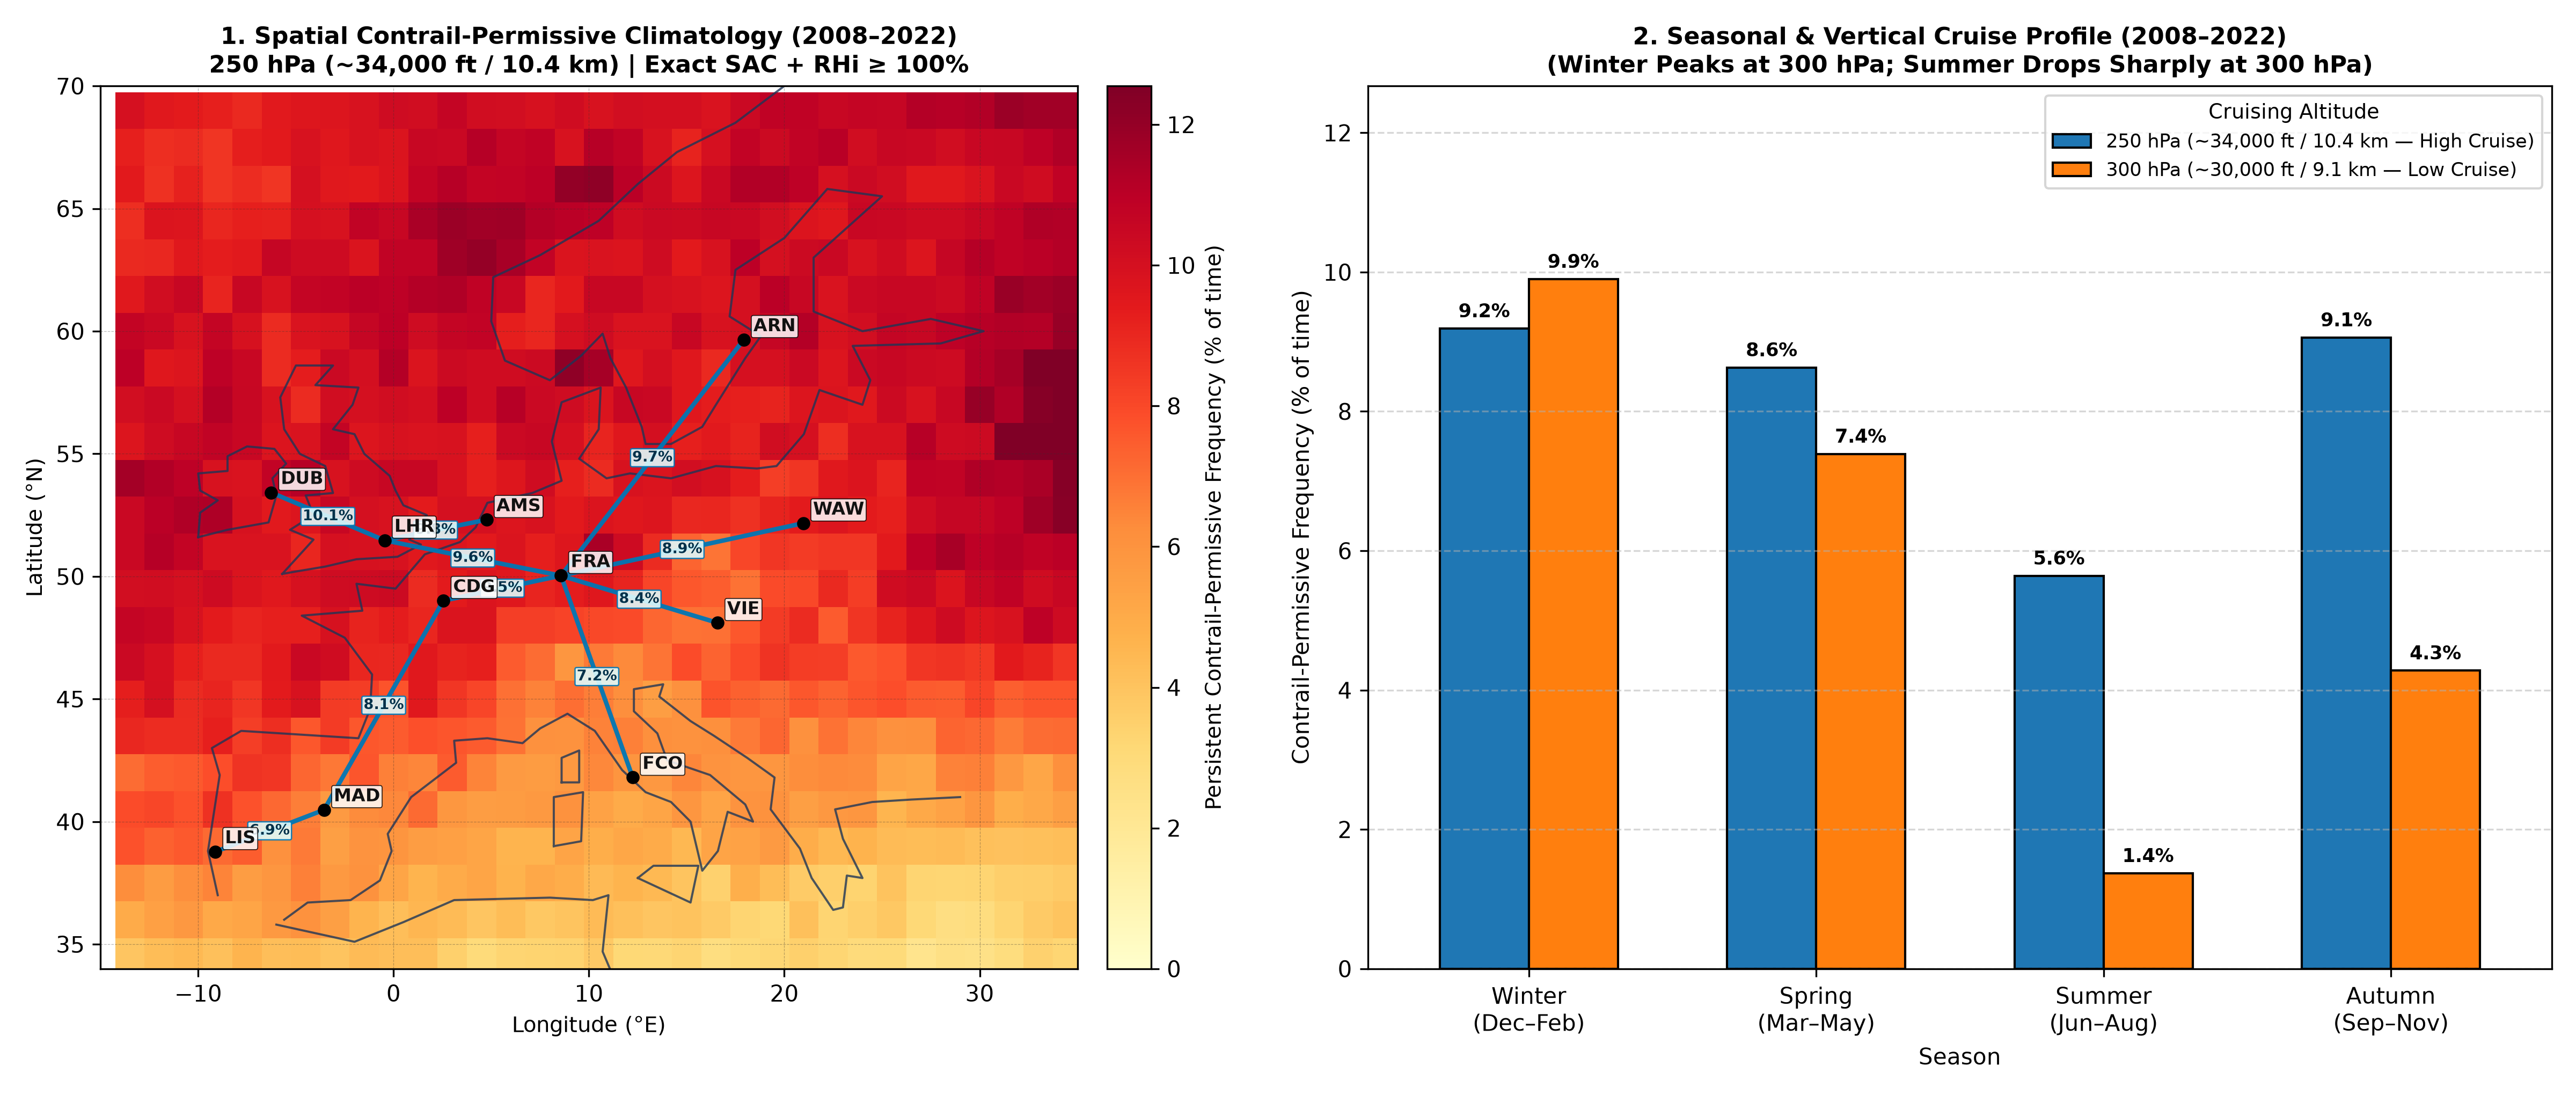 1. Spatial Contrail-Permissive Climatology (2008–2022)
250 hPa (~34,000 ft / 10.4 km) | Exact SAC + RHi ≥ 100%
70
65
60
55
50
45
40
35
Latitude (°N)
−10
0
10
20
30
Longitude (°E)
ARN
9.7%
DUB
10.1%
LHR
3%
AMS
WAW
8.9%
9.6%
FRA
CDG
5%
8.4%
VIE
7.2%
8.1%
FCO
MAD
.9%
LIS
12
10
8
6
4
2
0
Persistent Contrail-Permissive Frequency (% of time)
2. Seasonal & Vertical Cruise Profile (2008–2022)
(Winter Peaks at 300 hPa; Summer Drops Sharply at 300 hPa)
Cruising Altitude
250 hPa (~34,000 ft / 10.4 km — High Cruise)
300 hPa (~30,000 ft / 9.1 km — Low Cruise)
12
10
8
6
4
2
0
Contrail-Permissive Frequency (% of time)
9.2%
9.9%
8.6%
7.4%
5.6%
1.4%
9.1%
4.3%
Winter
(Dec–Feb)
Spring
(Mar–May)
Summer
(Jun–Aug)
Autumn
(Sep–Nov)
Season